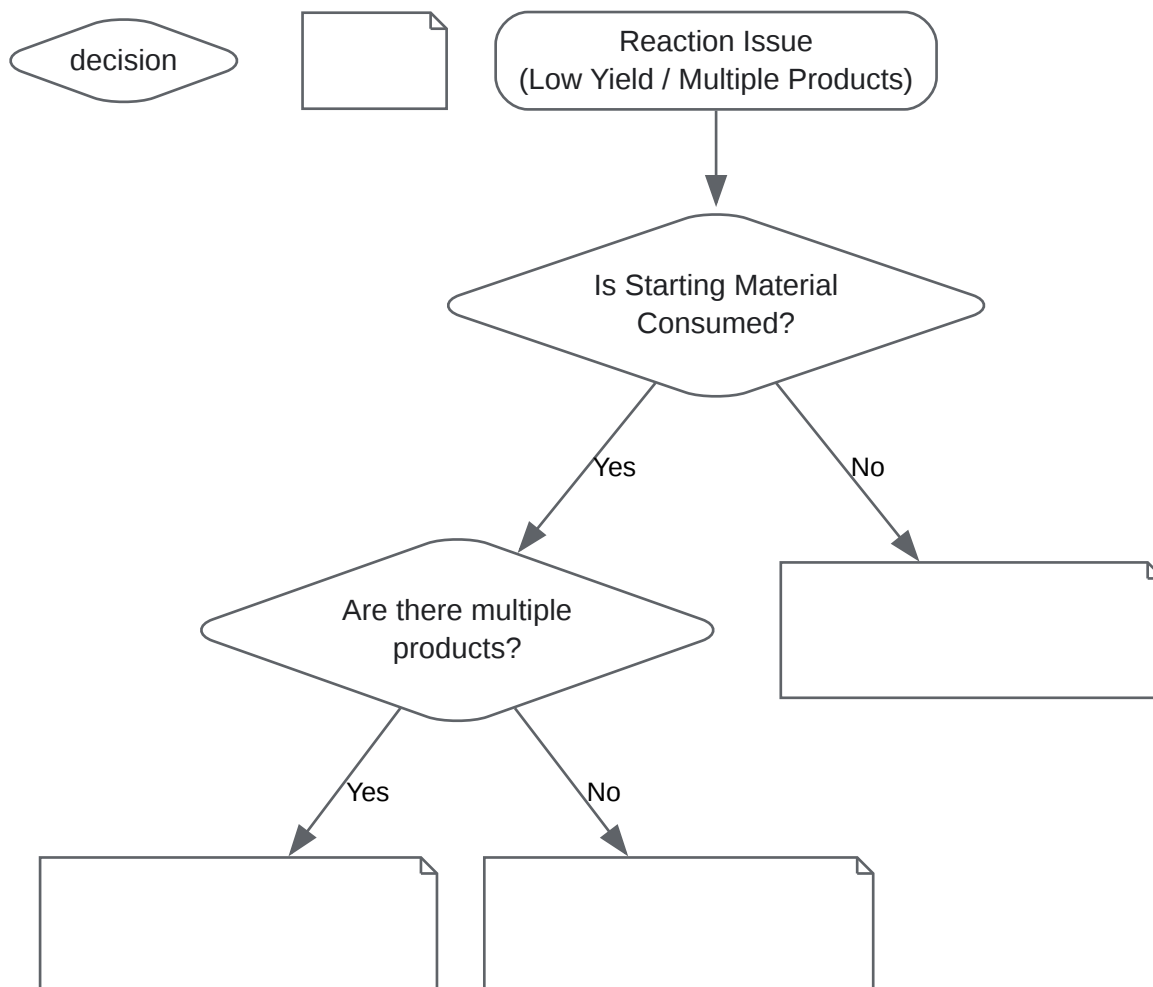 decision
Reaction Issue
(Low Yield / Multiple Products)
Is Starting Material
Consumed?
Yes
No
Are there multiple
products?
Yes
No